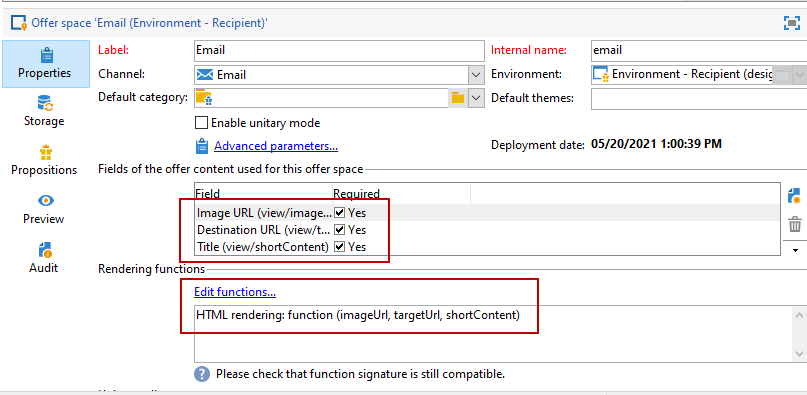 Offer space 'Email (Environment - Recipient)'
Properties
Storage
Propositions
Preview
Audit
Label: Email Internal name: email
Channel: Email Environment: Environment - Recipient (desig
Default category: Default themes:
Enable unitary mode
Advanced parameters... Deployment date: 05/20/2021 1:00:39 PM
Fields of the offer content used for this offer space
Field Required
Image URL (view/image... Yes
Destination URL (view/t... Yes
Title (view/shortContent) Yes
Rendering functions
Edit functions...
HTML rendering: function (imageUrl, targetUrl, shortContent)
Please check that function signature is still compatible.